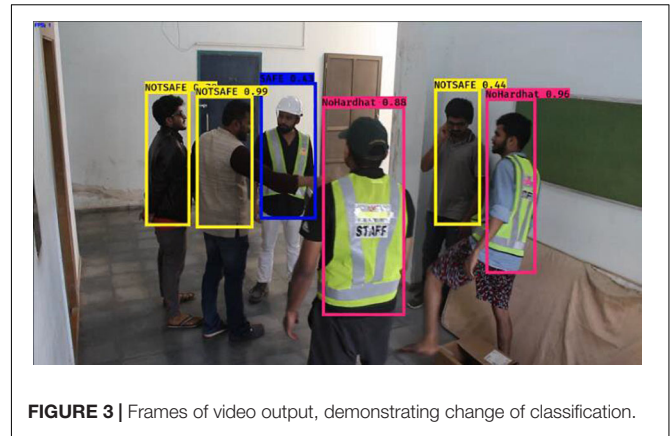 NOTSAFE
NOTSAFE 0.99
SAFE 0.43
NoHardhat 0.88
NOTSAFE 0.44
NoHardhat 0.96
STAFF
FIGURE 3 | Frames of video output, demonstrating change of classification.